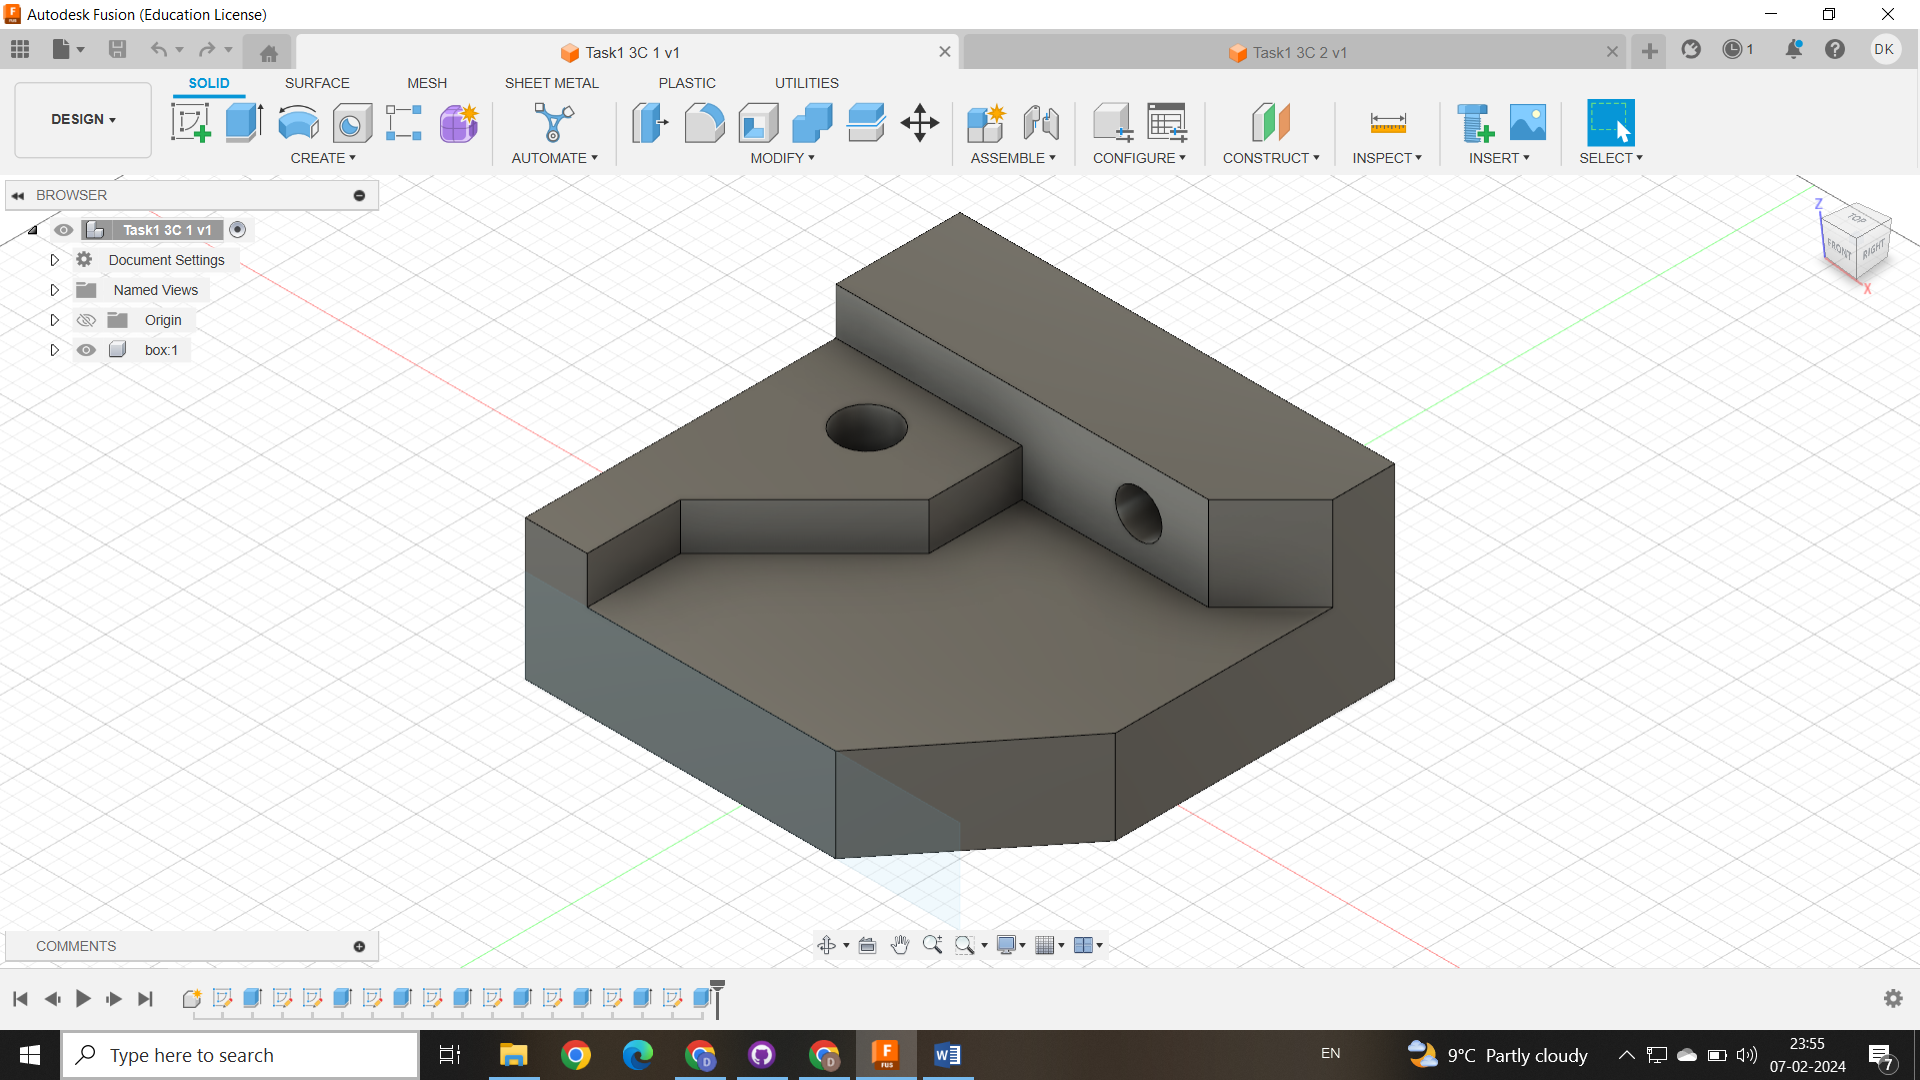 Autodesk Fusion (Education License)
Task1 3C 1 v1
Task1 3C 2 v1
1
DK
SOLID
SURFACE
MESH
SHEET METAL
PLASTIC
UTILITIES
DESIGN
CREATE
AUTOMATE
MODIFY
ASSEMBLE
CONFIGURE
CONSTRUCT
INSPECT
INSERT
SELECT
BROWSER
Task1 3C 1 v1
Document Settings
Named Views
Origin
box:1
Z
TOP
FRONT
RIGHT
X
COMMENTS
Type here to search
EN
9°C Partly cloudy
23:55
07-02-2024
7